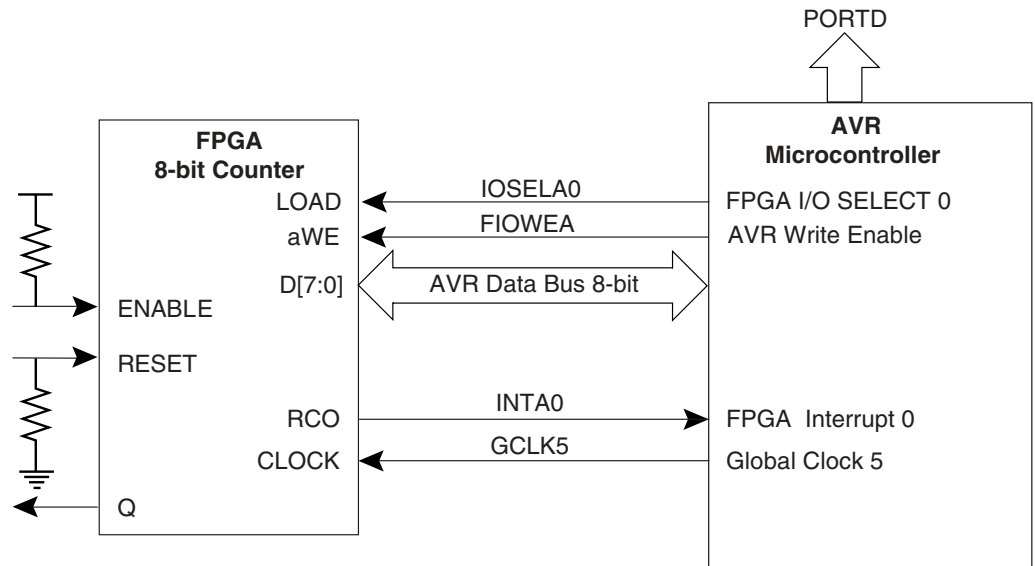 PORTD
FPGA
8-bit Counter
AVR
Microcontroller
LOAD
IOSELA0
FPGA I/O SELECT 0
aWE
FIOWEA
AVR Write Enable
D[7:0]
AVR Data Bus 8-bit
ENABLE
RESET
RCO
INTA0
FPGA Interrupt 0
CLOCK
GCLK5
Global Clock 5
Q